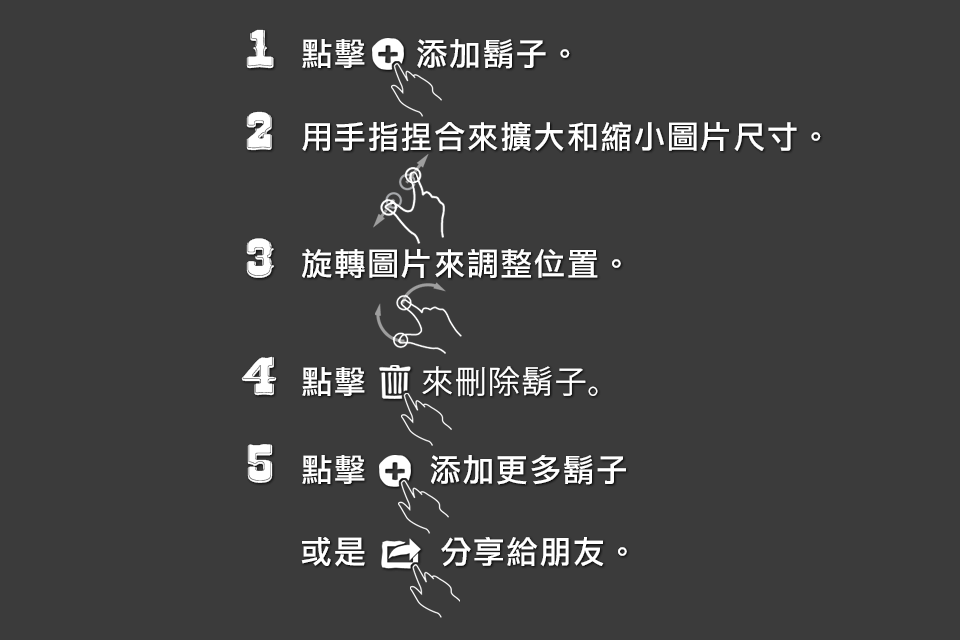 1 點擊 添加鬍子。
2 用手指捏合來擴大和縮小圖片尺寸。
3 旋轉圖片來調整位置。
4 點擊 來刪除鬍子。
5 點擊 添加更多鬍子
或是 分享給朋友。